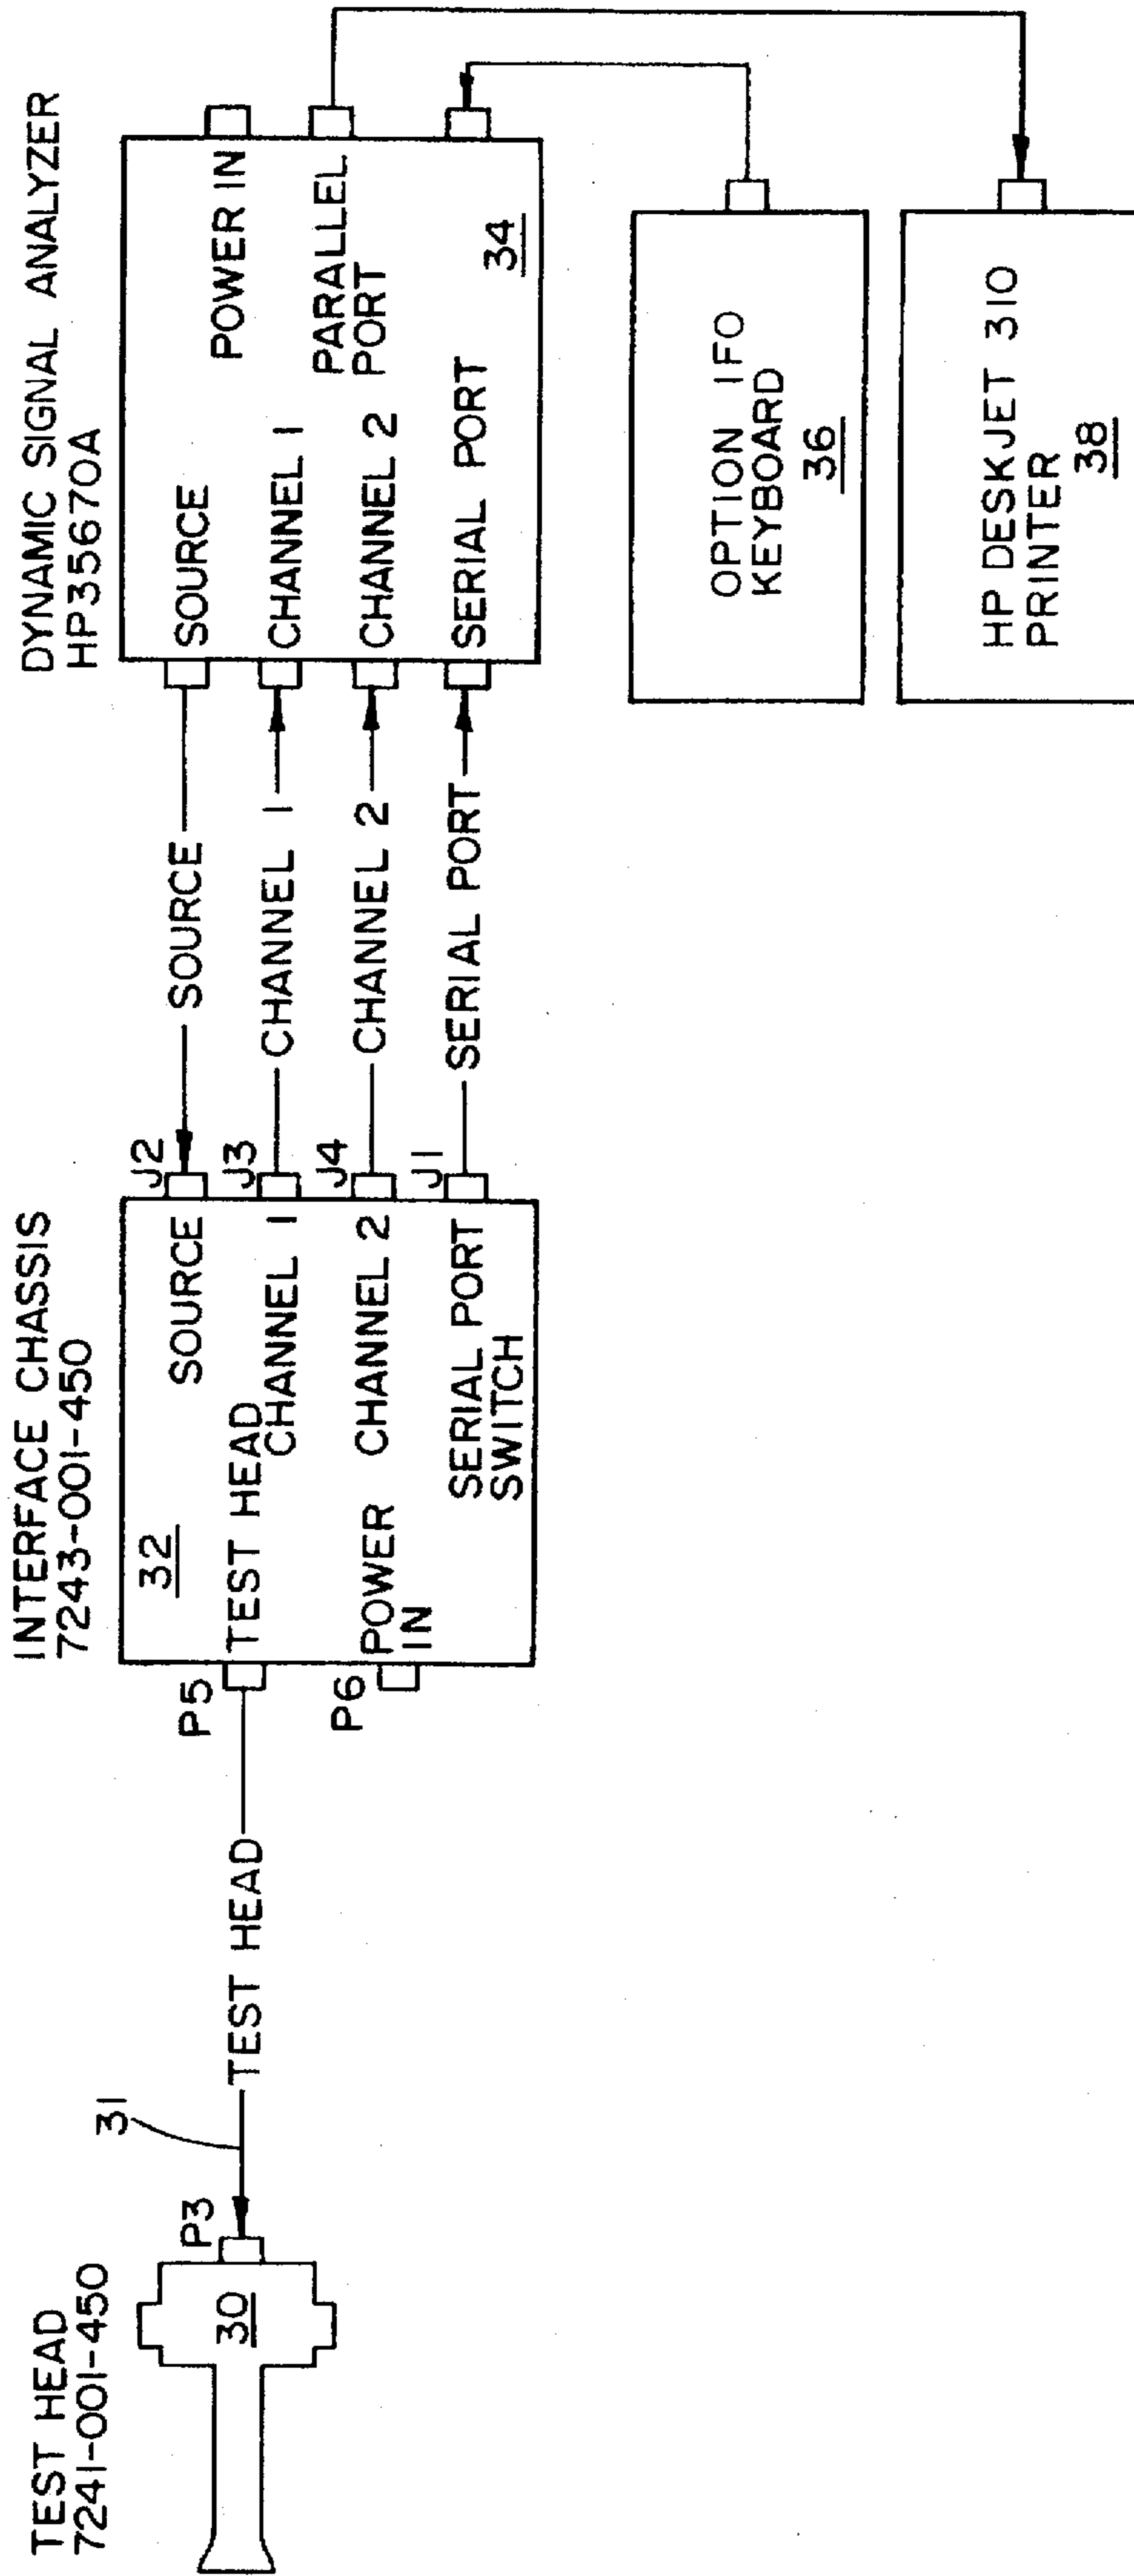 TEST HEAD
7241-001-450
30
P3
31
TEST HEAD
INTERFACE CHASSIS
7243-001-450
32
P5
TEST HEAD
P6
POWER
IN
SOURCE
CHANNEL 1
CHANNEL 2
SERIAL PORT
SWITCH
J2
J3
J4
J1
SOURCE
CHANNEL 1
CHANNEL 2
SERIAL PORT
DYNAMIC SIGNAL ANALYZER
HP35670A
SOURCE
CHANNEL 1
CHANNEL 2
SERIAL PORT
POWER IN
PARALLEL
PORT
34
OPTION 1FO
KEYBOARD
36
HP DESKJET 310
PRINTER
38